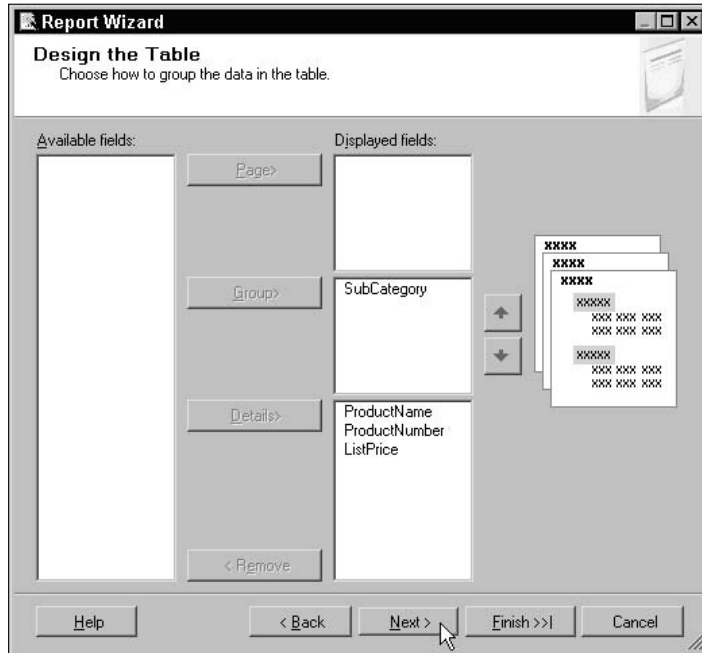 Report Wizard
Design the Table
Choose how to group the data in the table.
Available fields:
Displayed fields:
Page>
Group>
SubCategory
Details>
ProductName
ProductNumber
ListPrice
< Remove
xxxx
xxxx
xxxx
xxxxx
xxx xxx xxx
xxx xxx xxx
xxxxx
xxx xxx xxx
xxx xxx xxx
Help
< Back
Next >
Finish >>|
Cancel